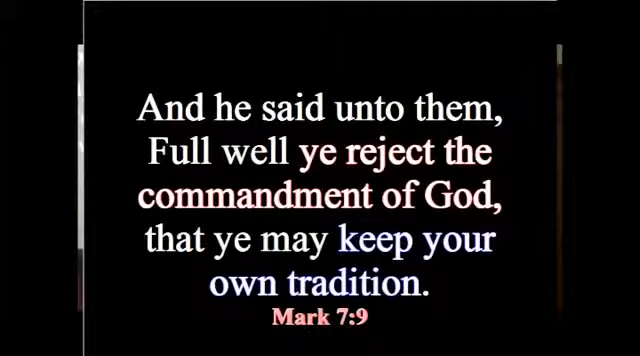 And he said unto them,
Full well ye reject the
commandment of God,
that ye may keep your
own tradition.
Mark 7:9